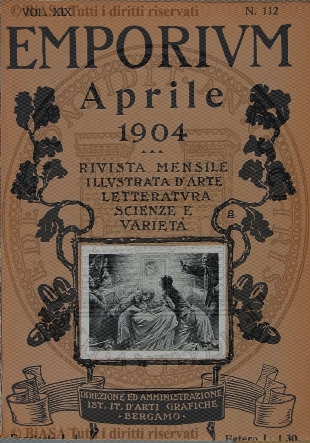 © BiASA Tutti i diritti riservati
VOL. XIX N. 112
EMPORIVM
Aprile
1904
RIVISTA MENSILE
ILLVSTRATA D'ARTE
LETTERATVRA
SCIENZE E
VARIETÀ
DIREZIONE ED AMMINISTRAZIONE
IST. IT. D'ARTI GRAFICHE
• BERGAMO •
© BiASA Tutti i diritti riservati
Estero L. 1.30